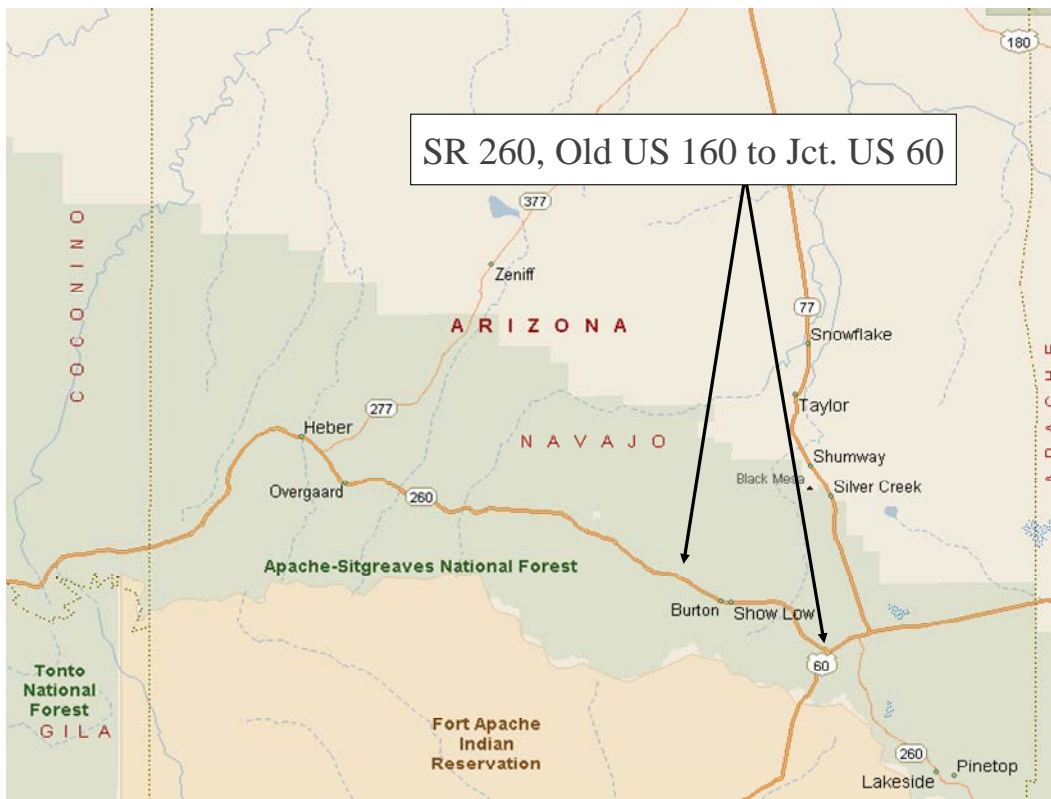 180
SR 260, Old US 160 to Jct. US 60
COCONINO
377
Zeniff
ARIZONA
77
Snowflake
APACHE
277
Taylor
Heber
NAVAJO
Shumway
Black Mesa
Overgaard
260
Silver Creek
Apache-Sitgreaves National Forest
Burton
Show Low
60
Tonto
National
Forest
GILA
Fort Apache
Indian
Reservation
260
Pinetop
Lakeside